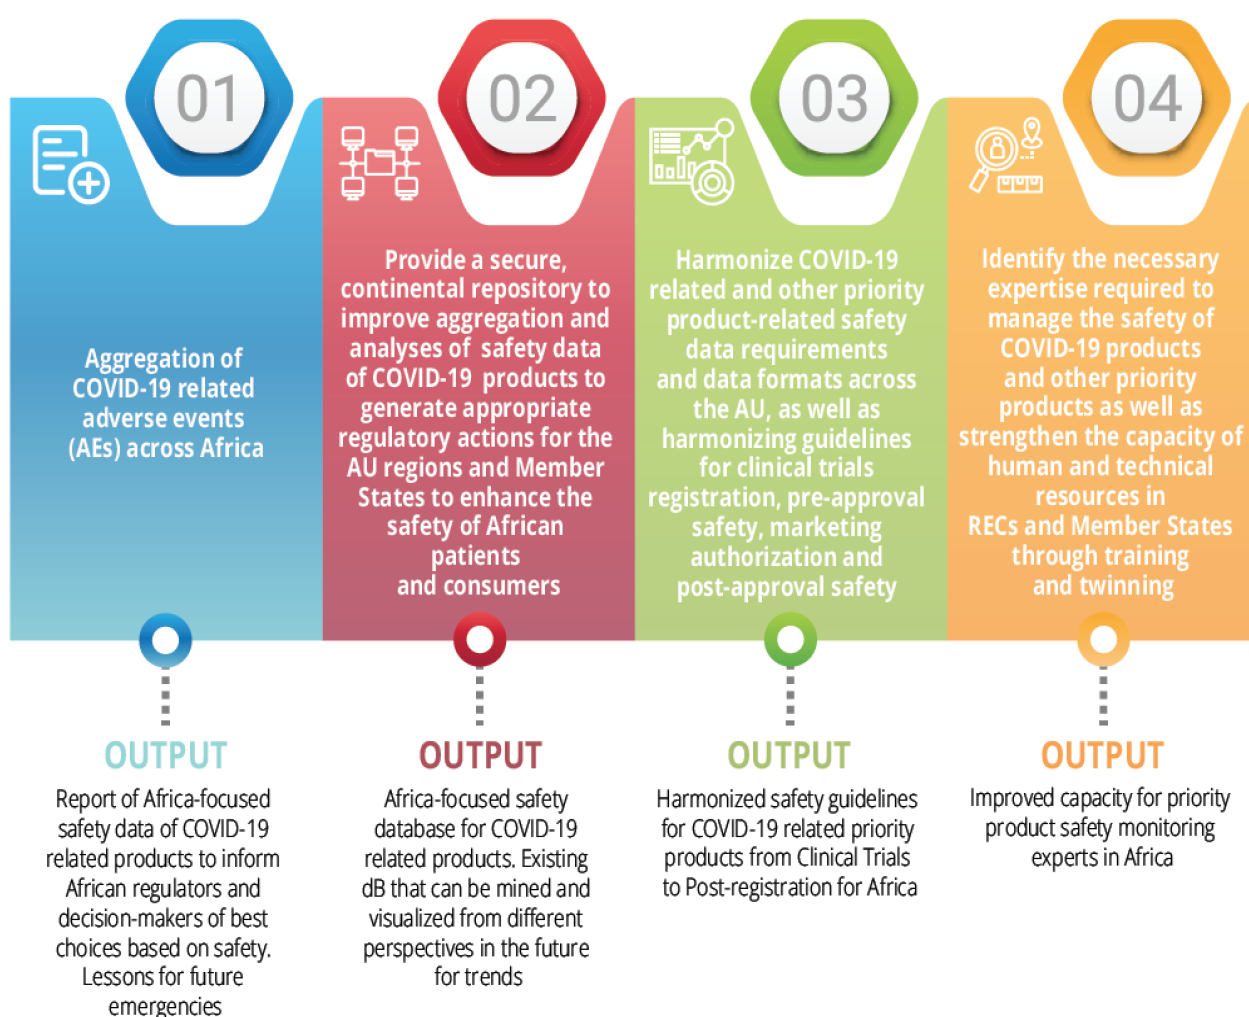 01
Aggregation of
COVID-19 related
adverse events
(AEs) across Africa
OUTPUT
Report of Africa-focused
safety data of COVID-19
related products to inform
African regulators and
decision-makers of best
choices based on safety.
Lessons for future
emergencies
02
Provide a secure,
continental repository to
improve aggregation and
analyses of safety data
of COVID-19 products to
generate appropriate
regulatory actions for the
AU regions and Member
States to enhance the
safety of African
patients
and consumers
OUTPUT
Africa-focused safety
database for COVID-19
related products. Existing
dB that can be mined and
visualized from different
perspectives in the future
for trends
03
Harmonize COVID-19
related and other priority
product-related safety
data requirements
and data formats across
the AU, as well as
harmonizing guidelines
for clinical trials
registration, pre-approval
safety, marketing
authorization and
post-approval safety
OUTPUT
Harmonized safety guidelines
for COVID-19 related priority
products from Clinical Trials
to Post-registration for Africa
04
Identify the necessary
expertise required to
manage the safety of
COVID-19 products
and other priority
products as well as
strengthen the capacity of
human and technical
resources in
RECs and Member States
through training
and twinning
OUTPUT
Improved capacity for priority
product safety monitoring
experts in Africa